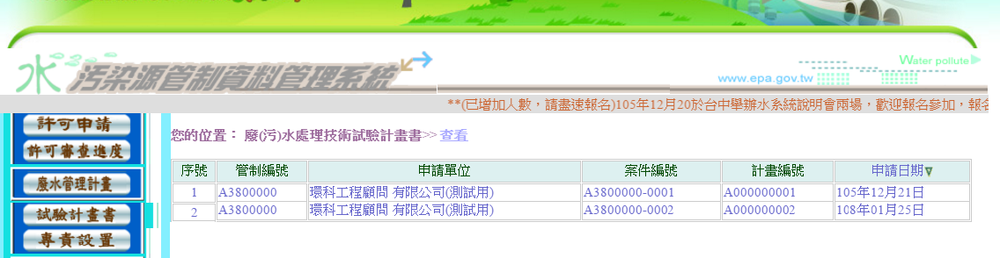 水污染源管制資料管理系統
Water pollute
www.epa.gov.tw
**(已增加人數，請盡速報名)105年12月20於台中舉辦水系統說明會兩場，歡迎報名參加，報名
許可申請
許可審查進度
廢水管理計畫
試驗計畫書
專責設置
您的位置： 廢(污)水處理技術試驗計畫書>> 查看
序號 管制編號 申請單位 案件編號 計畫編號 申請日期
1 A3800000 環科工程顧問 有限公司(測試用) A3800000-0001 A000000001 105年12月21日
2 A3800000 環科工程顧問 有限公司(測試用) A3800000-0002 A000000002 108年01月25日